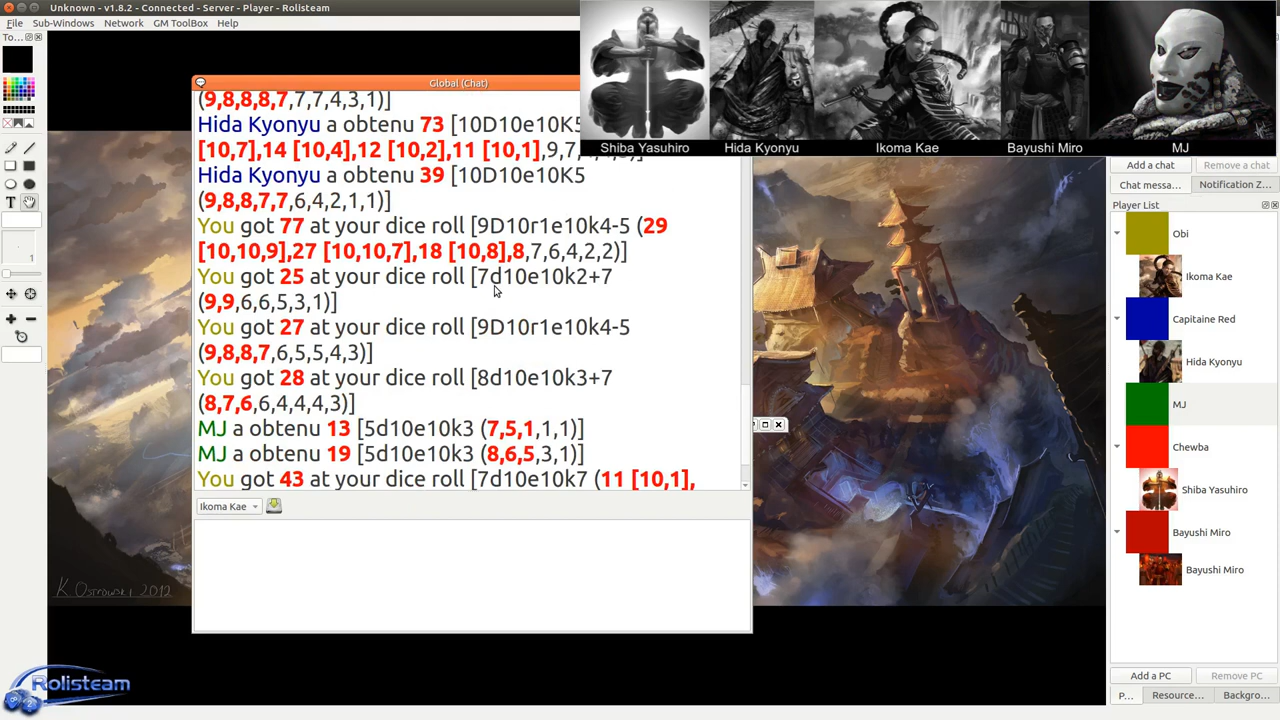 Unknown - v1.8.2 - Connected - Server - Player - Rolisteam
File Sub-Windows Network GM ToolBox Help
To...
T
1
Global (Chat)
(9,8,8,8,7,7,7,4,3,1)]
Hida Kyonyu a obtenu 73 [10D10e10K5
[10,7],14 [10,4],12 [10,2],11 [10,1],9,7,
Hida Kyonyu a obtenu 39 [10D10e10K5
(9,8,8,7,7,6,4,2,1,1)]
You got 77 at your dice roll [9D10r1e10k4-5 (29
[10,10,9],27 [10,10,7],18 [10,8],8,7,6,4,2,2)]
You got 25 at your dice roll [7d10e10k2+7
(9,9,6,6,5,3,1)]
You got 27 at your dice roll [9D10r1e10k4-5
(9,8,8,7,6,5,5,4,3)]
You got 28 at your dice roll [8d10e10k3+7
(8,7,6,6,4,4,4,3)]
MJ a obtenu 13 [5d10e10k3 (7,5,1,1,1)]
MJ a obtenu 19 [5d10e10k3 (8,6,5,3,1)]
You got 43 at your dice roll [7d10e10k7 (11 [10,1],
Ikoma Kae
Shiba Yasuhiro Hida Kyonyu Ikoma Kae Bayushi Miro MJ
Add a chat Remove a chat
Chat messa... Notification Z...
Player List
Obi
Ikoma Kae
Capitaine Red
Hida Kyonyu
MJ
Chewba
Shiba Yasuhiro
Bayushi Miro
Bayushi Miro
Add a PC Remove PC
P... Resource... Backgro...
K OSTROWSKI 2012
Rolisteam